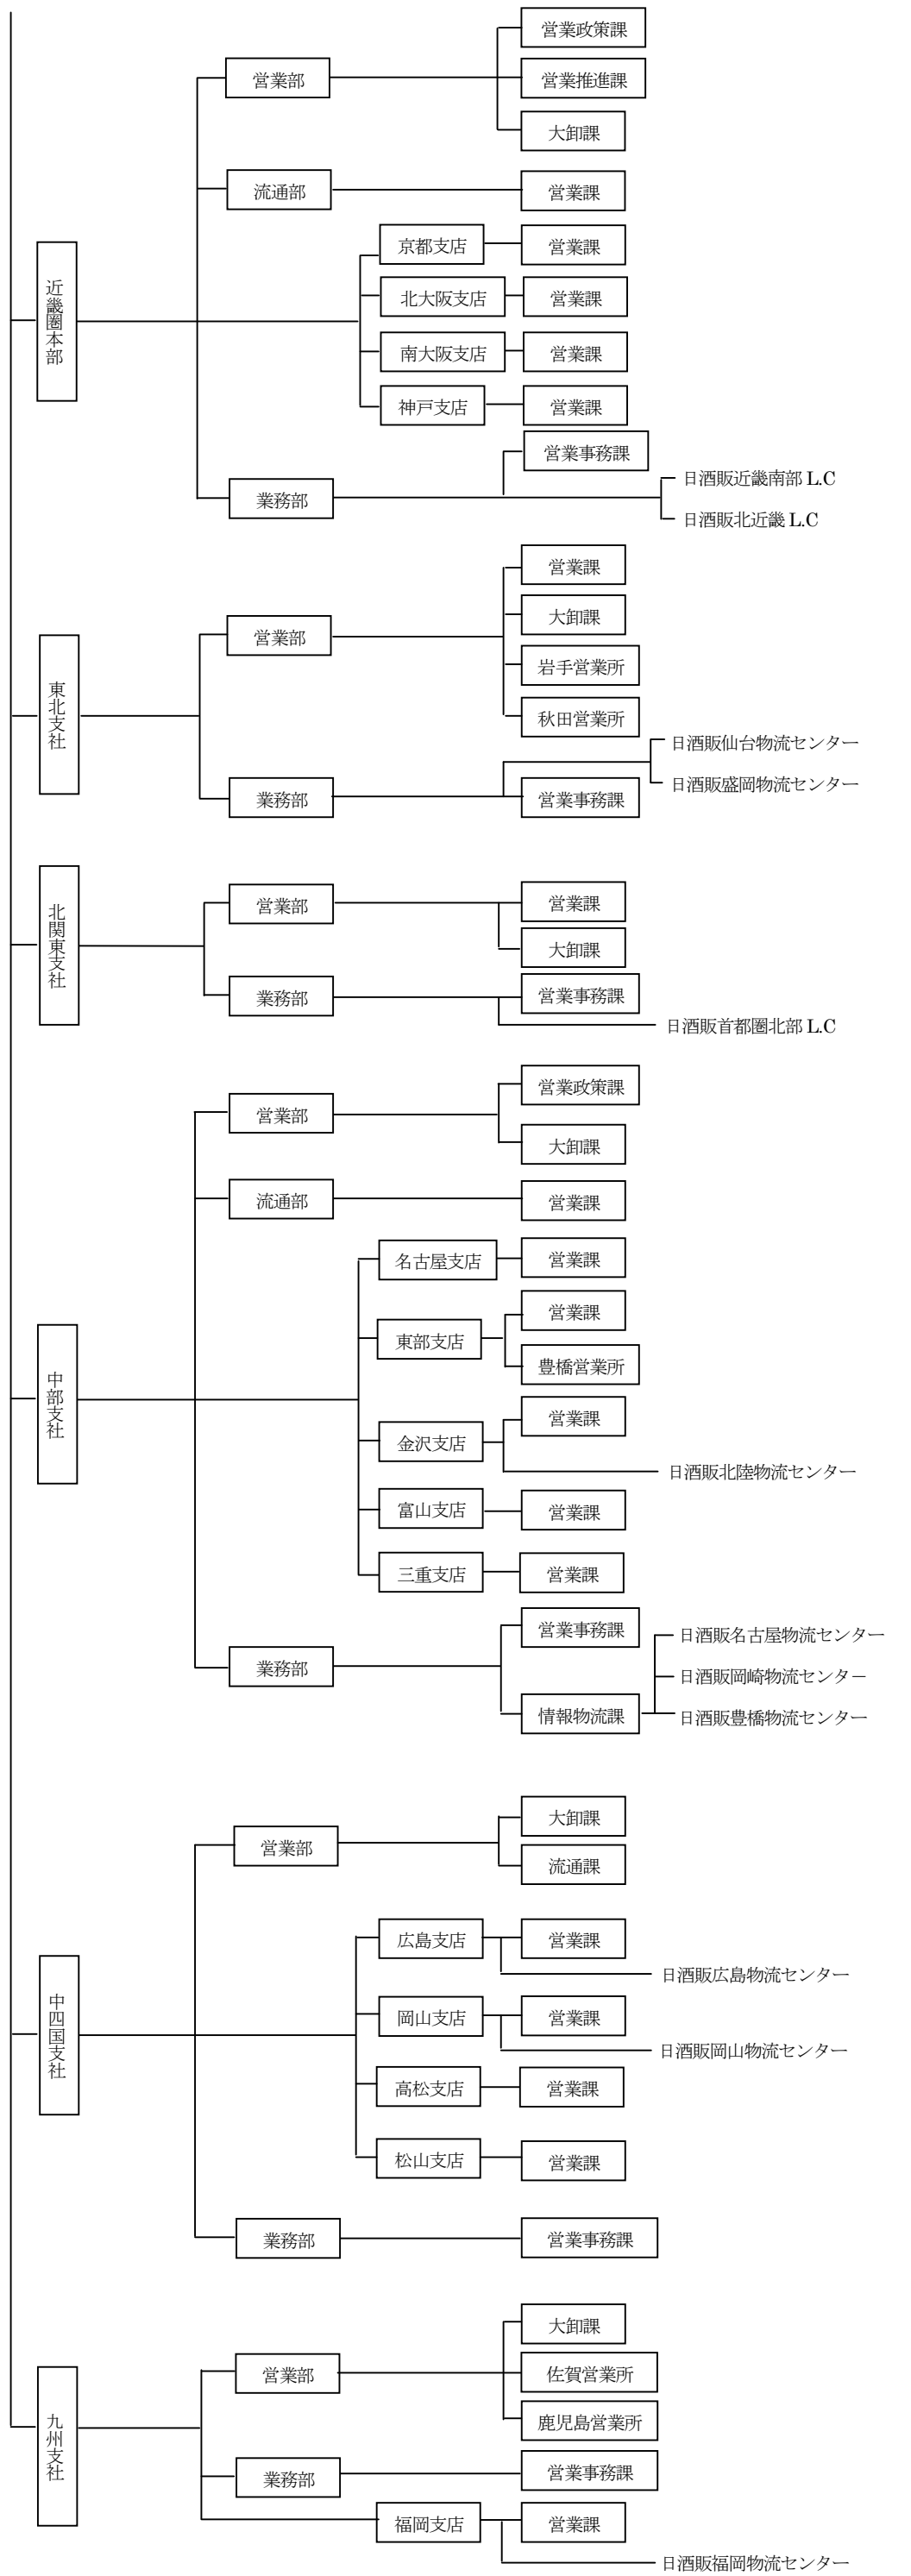 近畿圏本部
営業部
営業政策課
営業推進課
大卸課
流通部
営業課
京都支店
営業課
北大阪支店
営業課
南大阪支店
営業課
神戸支店
営業課
業務部
営業事務課
日酒販近畿南部 L.C
日酒販北近畿 L.C
東北支社
営業部
営業課
大卸課
岩手営業所
秋田営業所
業務部
営業事務課
日酒販仙台物流センター
日酒販盛岡物流センター
北関東支社
営業部
営業課
大卸課
業務部
営業事務課
日酒販首都圏北部 L.C
中部支社
営業部
営業政策課
大卸課
流通部
営業課
名古屋支店
営業課
東部支店
営業課
豊橋営業所
金沢支店
営業課
日酒販北陸物流センター
富山支店
営業課
三重支店
営業課
業務部
営業事務課
情報物流課
日酒販名古屋物流センター
日酒販岡崎物流センター
日酒販豊橋物流センター
中四国支社
営業部
大卸課
流通課
広島支店
営業課
日酒販広島物流センター
岡山支店
営業課
日酒販岡山物流センター
高松支店
営業課
松山支店
営業課
業務部
営業事務課
九州支社
営業部
大卸課
佐賀営業所
鹿児島営業所
業務部
営業事務課
福岡支店
営業課
日酒販福岡物流センター